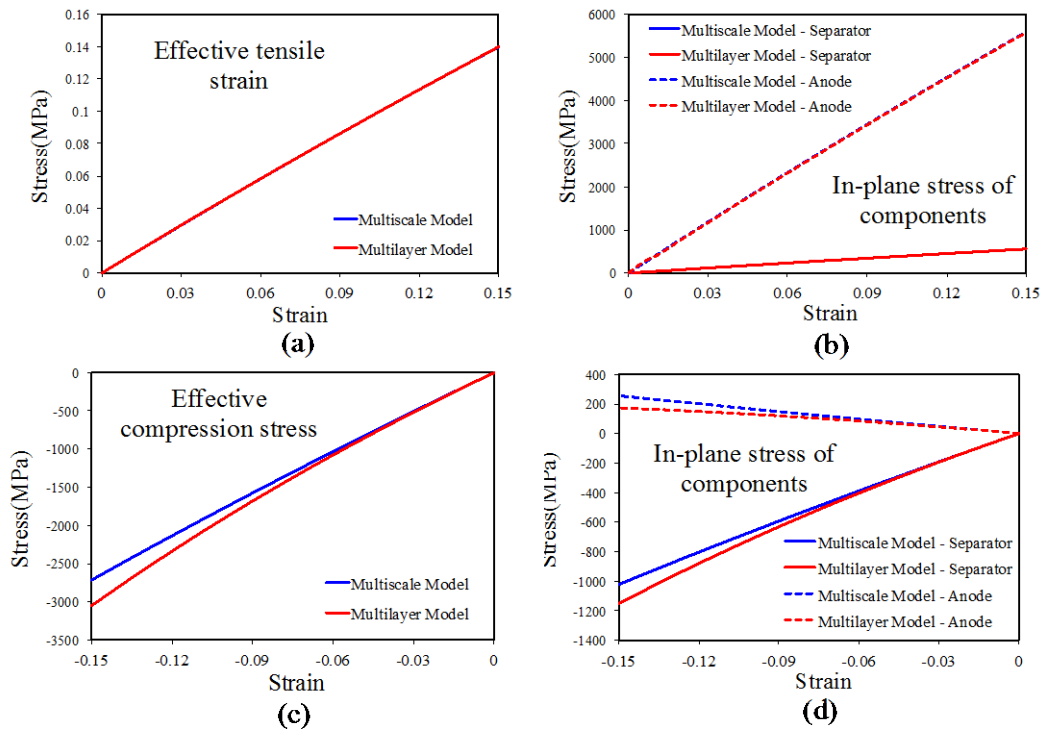 0.16
0.14
0.12
0.1
0.08
0.06
0.04
0.02
0
Stress(MPa)
Effective tensile
strain
Multiscale Model
Multilayer Model
0 0.03 0.06 0.09 0.12 0.15
Strain
(a)
6000
5000
4000
3000
2000
1000
0
Stress(MPa)
Multiscale Model - Separator
Multilayer Model - Separator
Multiscale Model - Anode
Multilayer Model - Anode
In-plane stress of
components
0 0.03 0.06 0.09 0.12 0.15
Strain
(b)
0
-500
-1000
-1500
-2000
-2500
-3000
-3500
Stress(MPa)
Effective
compression stress
Multiscale Model
Multilayer Model
-0.15 -0.12 -0.09 -0.06 -0.03 0
Strain
(c)
400
200
0
-200
-400
-600
-800
-1000
-1200
-1400
Stress(MPa)
In-plane stress of
components
Multiscale Model - Separator
Multilayer Model - Separator
Multiscale Model - Anode
Multilayer Model - Anode
-0.15 -0.12 -0.09 -0.06 -0.03 0
Strain
(d)